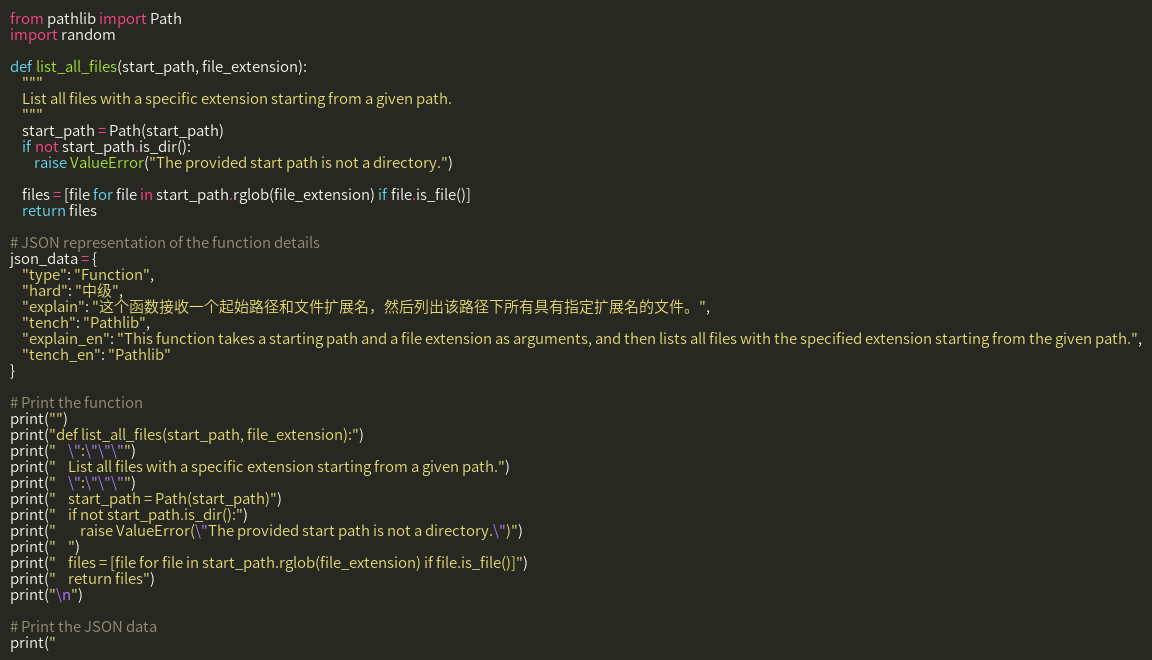 from pathlib import Path
import random

def list_all_files(start_path, file_extension):
    """
    List all files with a specific extension starting from a given path.
    """
    start_path = Path(start_path)
    if not start_path.is_dir():
        raise ValueError("The provided start path is not a directory.")

    files = [file for file in start_path.rglob(file_extension) if file.is_file()]
    return files

# JSON representation of the function details
json_data = {
    "type": "Function",
    "hard": "中级",
    "explain": "这个函数接收一个起始路径和文件扩展名，然后列出该路径下所有具有指定扩展名的文件。",
    "tench": "Pathlib",
    "explain_en": "This function takes a starting path and a file extension as arguments, and then lists all files with the specified extension starting from the given path.",
    "tench_en": "Pathlib"
}

# Print the function
print("")
print("def list_all_files(start_path, file_extension):")
print("    \":\"\"\"")
print("    List all files with a specific extension starting from a given path.")
print("    \":\"\"\"")
print("    start_path = Path(start_path)")
print("    if not start_path.is_dir():")
print("        raise ValueError(\"The provided start path is not a directory.\")")
print("    ")
print("    files = [file for file in start_path.rglob(file_extension) if file.is_file()]")
print("    return files")
print("\n")

# Print the JSON data
print("